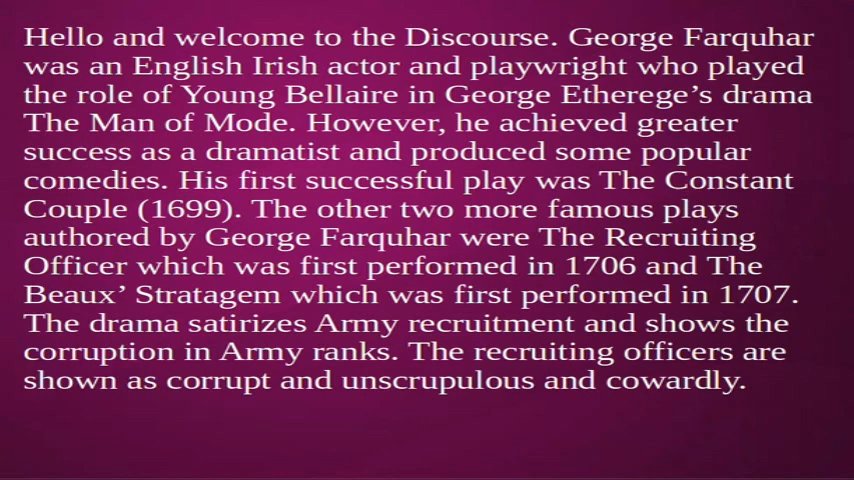 Hello and welcome to the Discourse. George Farquhar
was an English Irish actor and playwright who played
the role of Young Bellaire in George Etherege’s drama
The Man of Mode. However, he achieved greater
success as a dramatist and produced some popular
comedies. His first successful play was The Constant
Couple (1699). The other two more famous plays
authored by George Farquhar were The Recruiting
Officer which was first performed in 1706 and The
Beaux’ Stratagem which was first performed in 1707.
The drama satirizes Army recruitment and shows the
corruption in Army ranks. The recruiting officers are
shown as corrupt and unscrupulous and cowardly.